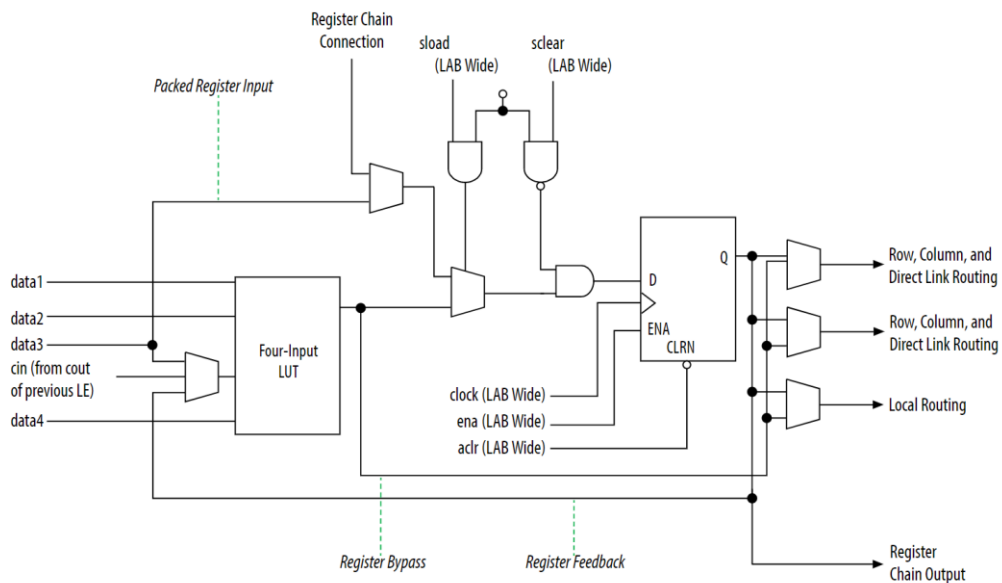 Register Chain
Connection
sload
(LAB Wide)
sclear
(LAB Wide)
Packed Register Input
data1
data2
data3
cin (from cout
of previous LE)
data4
Four-Input
LUT
D
Q
ENA
CLRN
clock (LAB Wide)
ena (LAB Wide)
aclr (LAB Wide)
Row, Column, and
Direct Link Routing
Row, Column, and
Direct Link Routing
Local Routing
Register Bypass
Register Feedback
Register
Chain Output